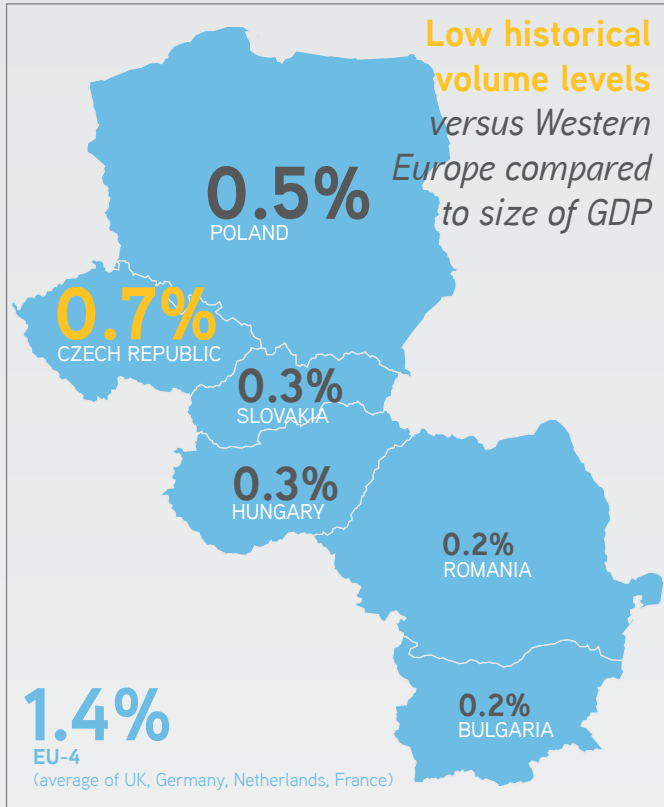 Low historical
volume levels
versus Western
Europe compared
to size of GDP
0.5%
POLAND
0.7%
CZECH REPUBLIC
0.3%
SLOVAKIA
0.3%
HUNGARY
0.2%
ROMANIA
0.2%
BULGARIA
1.4%
EU-4
(average of UK, Germany, Netherlands, France)